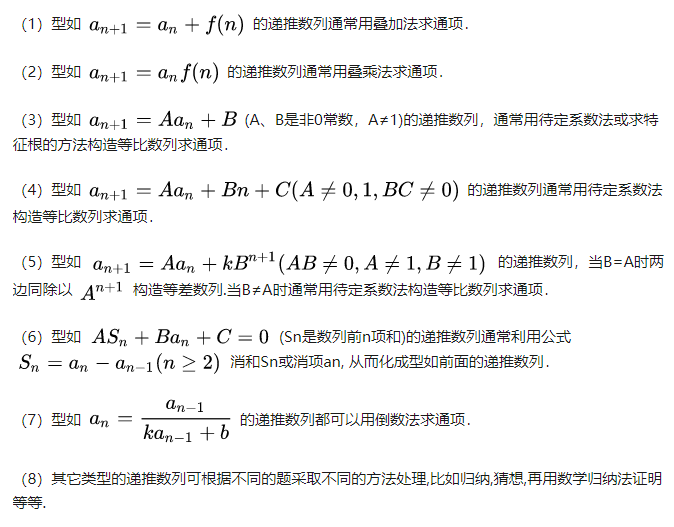 （1）型如 a_{n+1} = a_n + f(n) 的递推数列通常用叠加法求通项.
（2）型如 a_{n+1} = a_n f(n) 的递推数列通常用叠乘法求通项.
（3）型如 a_{n+1} = Aa_n + B (A、B是非0常数，A≠1)的递推数列，通常用待定系数法或求特
征根的方法构造等比数列求通项.
（4）型如 a_{n+1} = Aa_n + Bn + C(A ≠ 0, 1, BC ≠ 0) 的递推数列通常用待定系数法
构造等比数列求通项.
（5）型如 a_{n+1} = Aa_n + kB^{n+1}(AB ≠ 0, A ≠ 1, B ≠ 1) 的递推数列，当B=A时两
边同除以 A^{n+1} 构造等差数列.当B≠A时通常用待定系数法构造等比数列求通项.
（6）型如 AS_n + Ba_n + C = 0 (Sn是数列前n项和)的递推数列通常利用公式
S_n = a_n − a_{n−1}(n ≥ 2) 消和Sn或消项an, 从而化成型如前面的递推数列.
（7）型如 a_n = \frac{a_{n−1}}{ka_{n−1} + b} 的递推数列都可以用倒数法求通项.
（8）其它类型的递推数列可根据不同的题采取不同的方法处理,比如归纳,猜想,再用数学归纳法证明
等等.